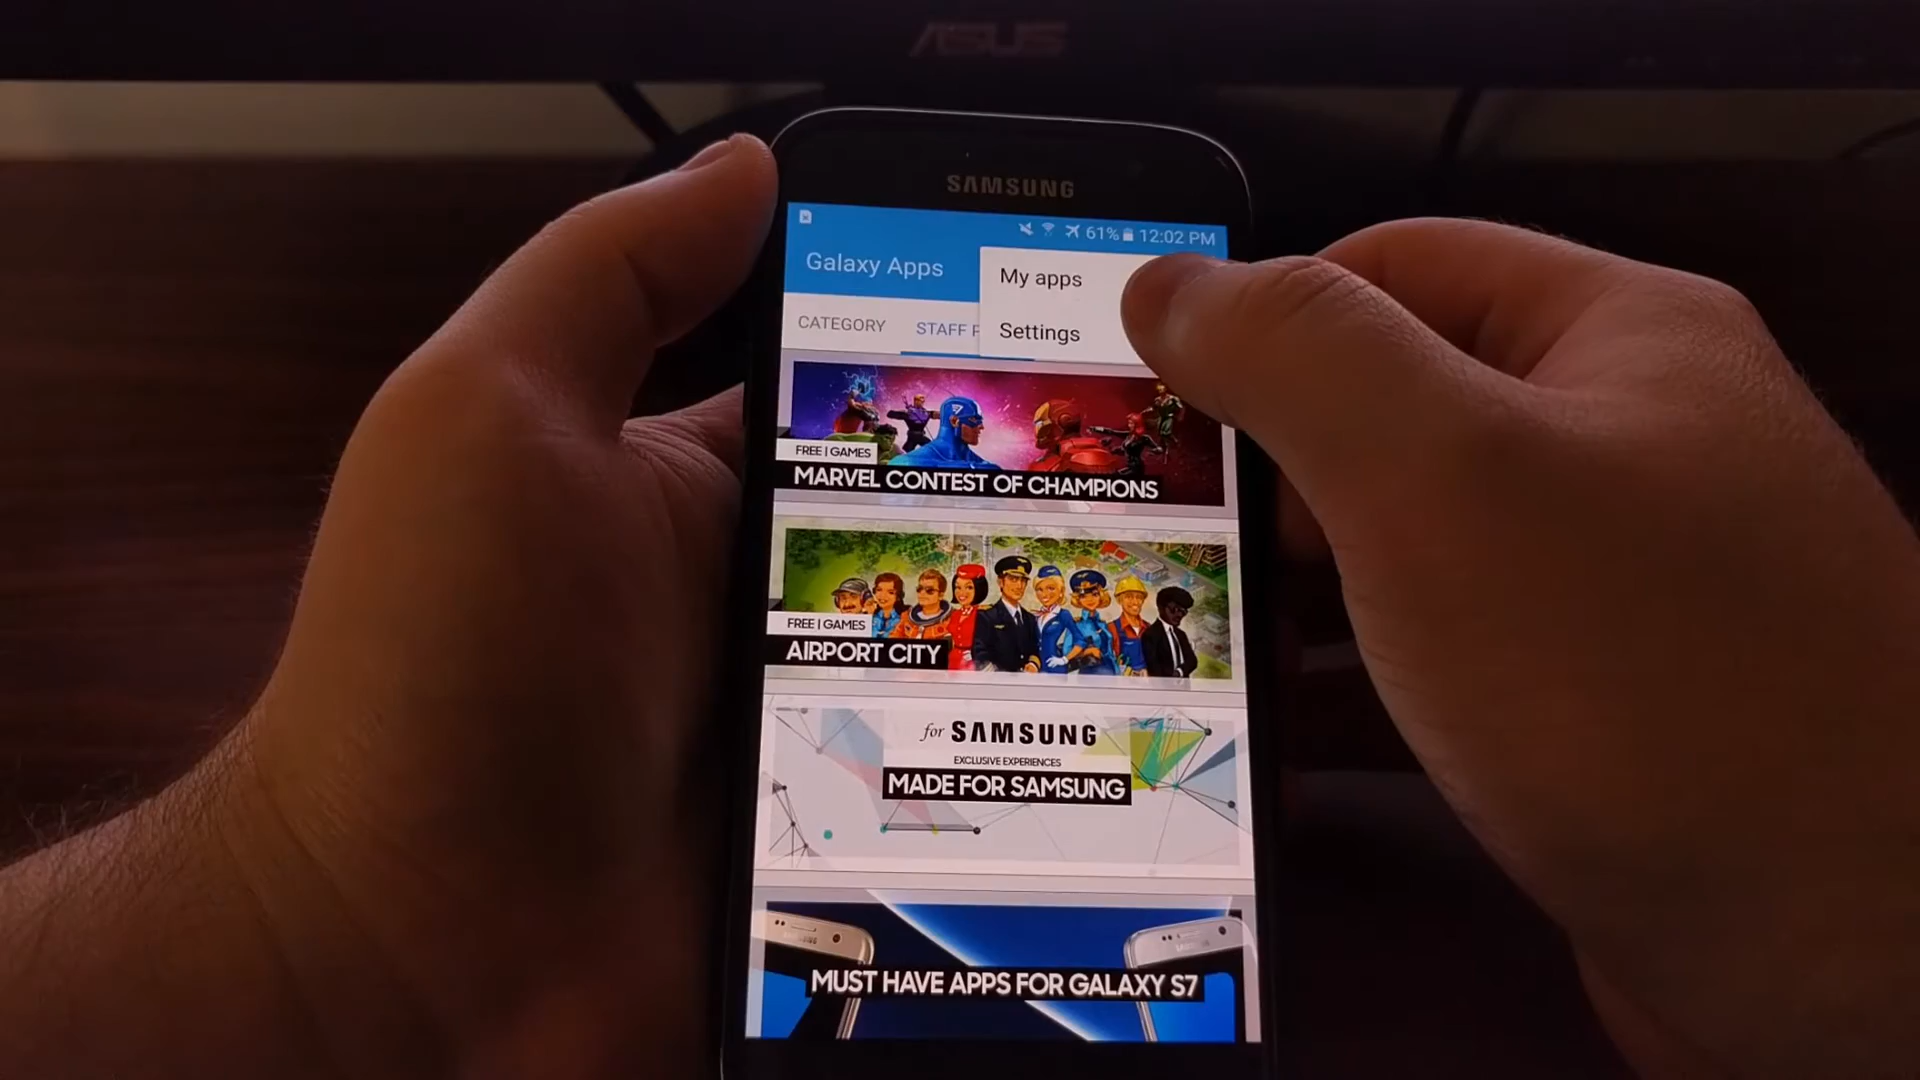 ASUS
SAMSUNG
61% 12:02 PM
Galaxy Apps
My apps
Settings
CATEGORY
STAFF P
FREE | GAMES
MARVEL CONTEST OF CHAMPIONS
FREE | GAMES
AIRPORT CITY
for SAMSUNG
EXCLUSIVE EXPERIENCES
MADE FOR SAMSUNG
MUST HAVE APPS FOR GALAXY S7